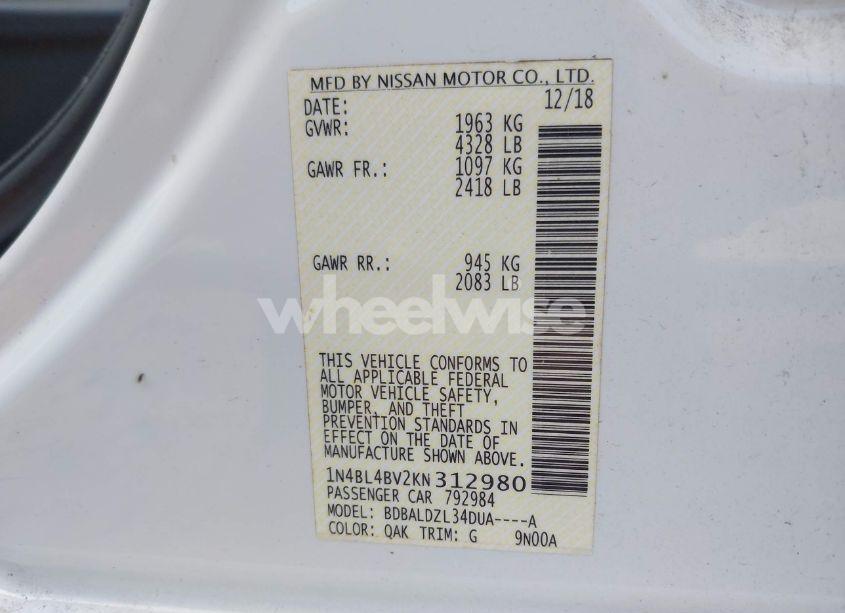 MFD BY NISSAN MOTOR CO., LTD.
DATE: 12/18
GVWR: 1963 KG
4328 LB
GAWR FR.: 1097 KG
2418 LB
GAWR RR.: 945 KG
2083 LB
wheelwise
THIS VEHICLE CONFORMS TO
ALL APPLICABLE FEDERAL
MOTOR VEHICLE SAFETY,
BUMPER, AND THEFT
PREVENTION STANDARDS IN
EFFECT ON THE DATE OF
MANUFACTURE SHOWN ABOVE.
1N4BL4BV2KN312980
PASSENGER CAR 792984
MODEL: BDBALDZL34DUA----A
COLOR: QAK TRIM: G 9N00A